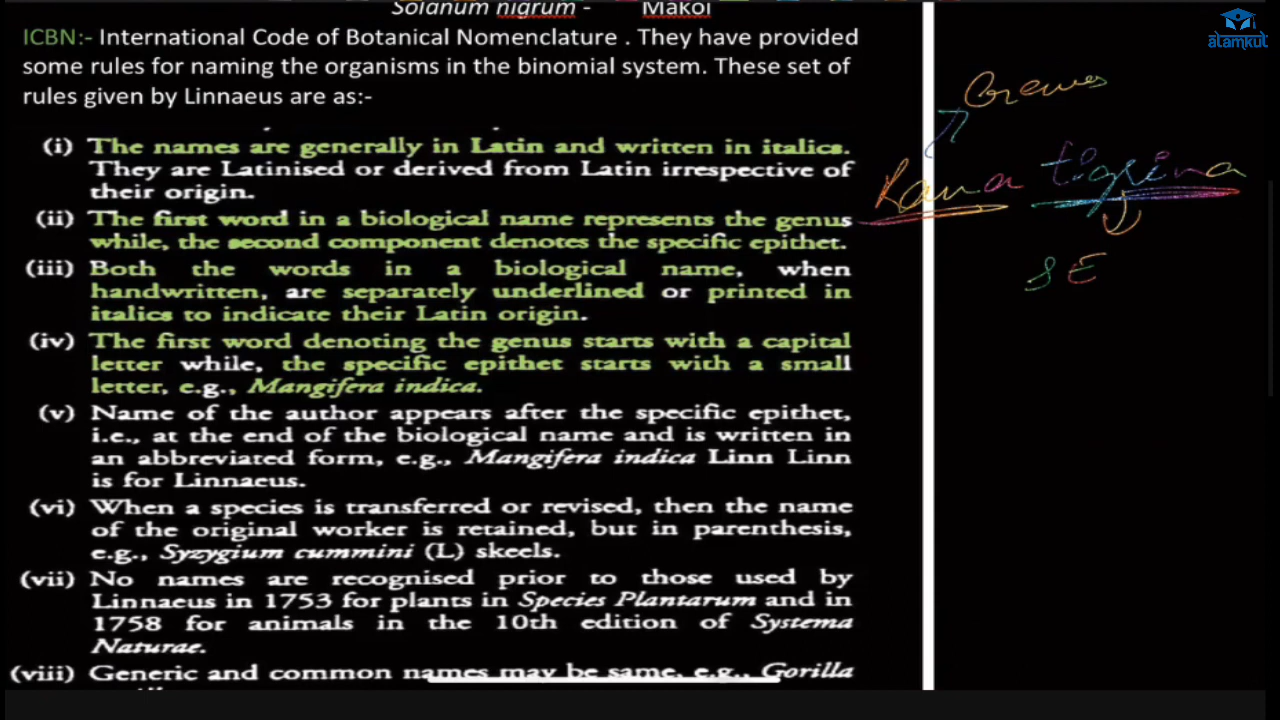 Solanum nigrum - Makoi
ICBN:- International Code of Botanical Nomenclature . They have provided
some rules for naming the organisms in the binomial system. These set of
rules given by Linnaeus are as:-
(i) The names are generally in Latin and written in italics.
They are Latinised or derived from Latin irrespective of
their origin.
(ii) The first word in a biological name represents the genus
while, the second component denotes the specific epithet.
(iii) Both the words in a biological name, when
handwritten, are separately underlined or printed in
italics to indicate their Latin origin.
(iv) The first word denoting the genus starts with a capital
letter while, the specific epithet starts with a small
letter, e.g., Mangifera indica.
(v) Name of the author appears after the specific epithet,
i.e., at the end of the biological name and is written in
an abbreviated form, e.g., Mangifera indica Linn Linn
is for Linnaeus.
(vi) When a species is transferred or revised, then the name
of the original worker is retained, but in parenthesis,
e.g., Syzygium cummini (L) skeels.
(vii) No names are recognised prior to those used by
Linnaeus in 1753 for plants in Species Plantarum and in
1758 for animals in the 10th edition of Systema
Naturae.
(viii) Generic and common names may be same, e.g., Gorilla
alamkut
Genus
Rana tigrina
S E